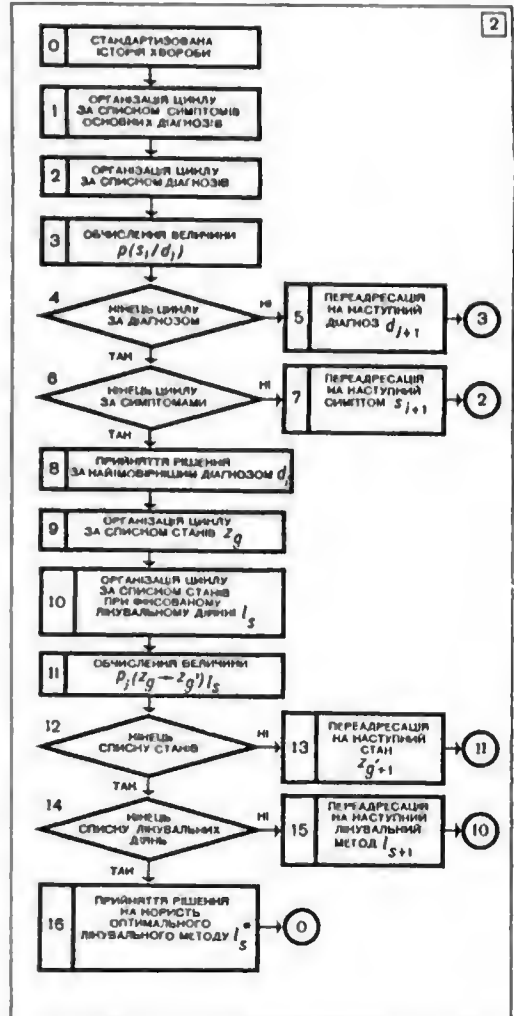 2
0 СТАНДАРТИЗОВАНА
ІСТОРІЯ ХВОРОБИ
1 ОРГАНІЗАЦІЯ ЦИКЛУ
ЗА СПИСКОМ СИМПТОМІВ
ОСНОВНИХ ДІАГНОЗІВ
2 ОРГАНІЗАЦІЯ ЦИКЛУ
ЗА СПИСКОМ ДІАГНОЗІВ
3 ОБЧИСЛЕННЯ ВЕЛИЧИНИ
p(s₁/d_j)
4 КІНЕЦЬ ЦИКЛУ
ЗА ДІАГНОЗОМ
НІ
5 ПЕРЕАДРЕСАЦІЯ
НА НАСТУПНИЙ
ДІАГНОЗ d_{j+1}
3
ТАК
6 КІНЕЦЬ ЦИКЛУ
ЗА СИМПТОМАМИ
НІ
7 ПЕРЕАДРЕСАЦІЯ
НА НАСТУПНИЙ
СИМПТОМ s_{i+1}
2
ТАК
8 ПРИЙНЯТТЯ РІШЕННЯ
ЗА НАЙІМОВІРНІШИМ ДІАГНОЗОМ d_j
9 ОРГАНІЗАЦІЯ ЦИКЛУ
ЗА СПИСКОМ СТАНІВ z_g
10 ОРГАНІЗАЦІЯ ЦИКЛУ
ЗА СПИСКОМ СТАНІВ
ПРИ ФІКСОВАНОМУ
ЛІКУВАЛЬНОМУ ДІЯННІ l_s
11 ОБЧИСЛЕННЯ ВЕЛИЧИНИ
p_j(z_g→z_g')l_s
12 КІНЕЦЬ
СПИСКУ СТАНІВ
НІ
13 ПЕРЕАДРЕСАЦІЯ
НА НАСТУПНИЙ
СТАН
z_{g'+1}
11
ТАК
14 КІНЕЦЬ
СПИСКУ ЛІКУВАЛЬНИХ
ДІЯНЬ
НІ
15 ПЕРЕАДРЕСАЦІЯ
НА НАСТУПНИЙ
ЛІКУВАЛЬНИЙ
МЕТОД l_{s+1}
10
ТАК
16 ПРИЙНЯТТЯ РІШЕННЯ
НА КОРИСТЬ
ОПТИМАЛЬНОГО
ЛІКУВАЛЬНОГО МЕТОДУ l_s*
0